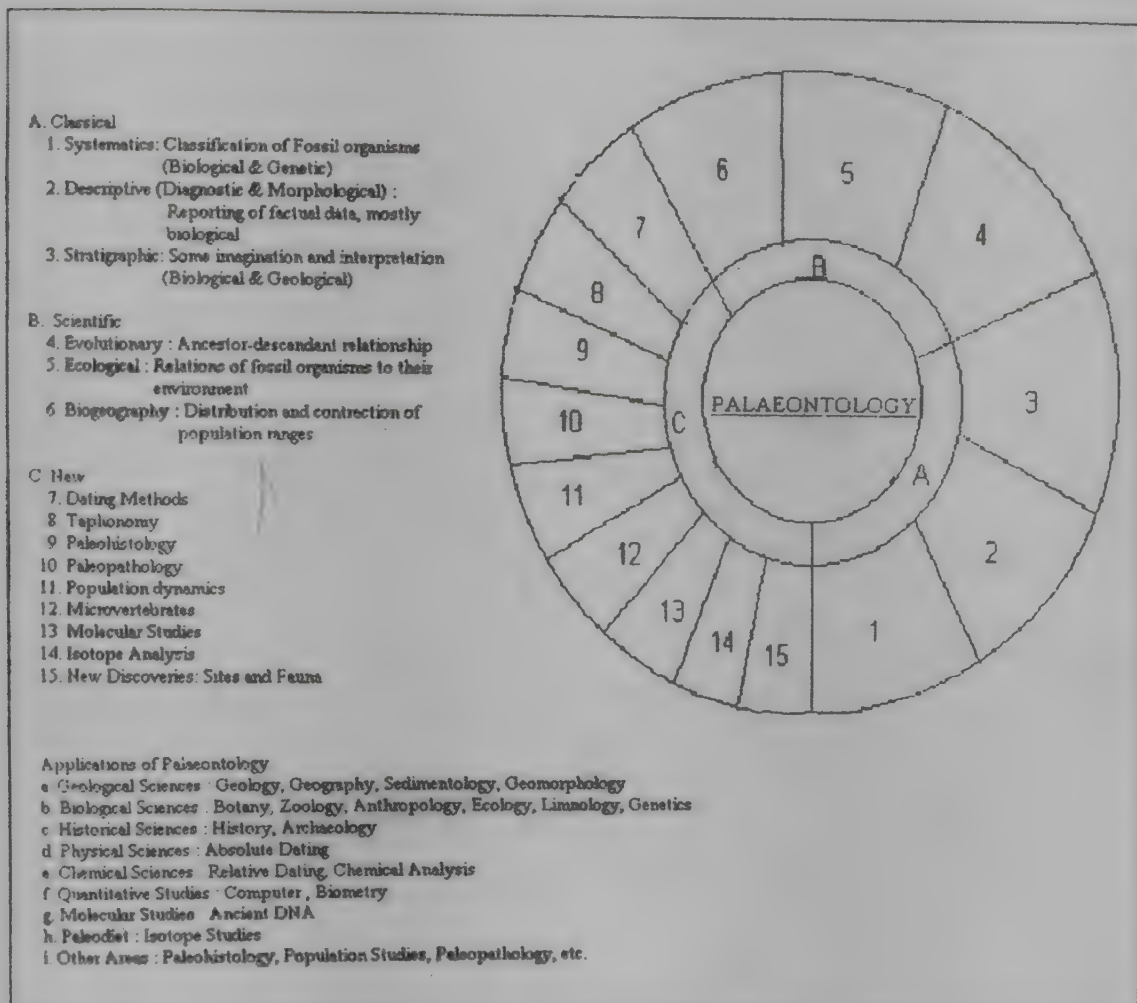 A. Classical
1. Systematics: Classification of Fossil organisms
(Biological & Genetic)
2. Descriptive (Diagnostic & Morphological) :
Reporting of factual data, mostly
biological
3. Stratigraphic: Some imagination and interpretation
(Biological & Geological)
B. Scientific
4. Evolutionary : Ancestor-descendant relationship
5. Ecological : Relations of fossil organisms to their
environment
6 Biogeography : Distribution and contrection of
population ranges
C New
7. Dating Methods
8 Taphonomy
9 Paleohistology
10 Paleopathology
11. Population dynamics
12. Microvertebrates
13 Molecular Studies
14. Isotope Analysis
15. New Discoveries: Sites and Fauna
6
5
4
7
B
8
9
3
PALAEONTOLOGY
10
C
A
11
12
2
13
14
15
1
Applications of Palaeontology
a Geological Sciences : Geology, Geography, Sedimentology, Geomorphology
b Biological Sciences . Botany, Zoology, Anthropology, Ecology, Limnology, Genetics
c Historical Sciences : History, Archaeology
d Physical Sciences : Absolute Dating
e Chemical Sciences Relative Dating, Chemical Analysis
f Quantitative Studies : Computer, Biometry
g. Molecular Studies Ancient DNA
h. Paleodiet : Isotope Studies
i. Other Areas : Paleohistology, Population Studies, Paleopathology, etc.